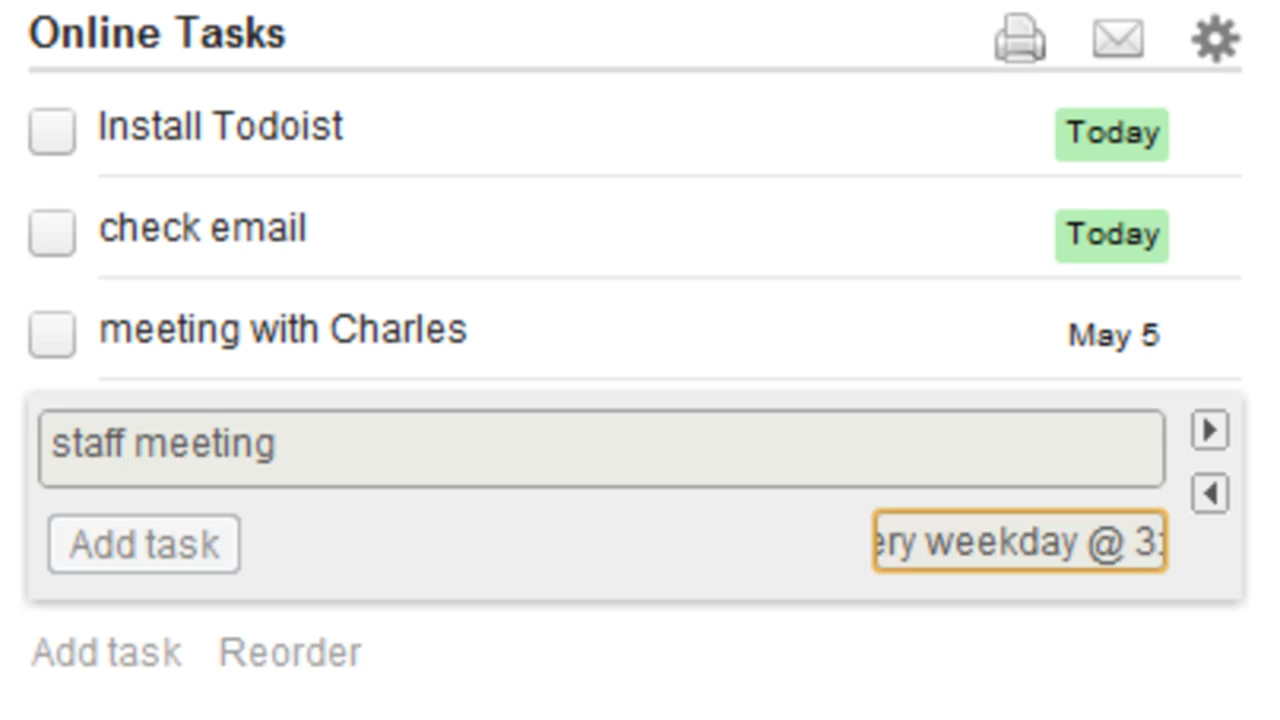 Online Tasks
Install Todoist
Today
check email
Today
meeting with Charles
May 5
staff meeting
Add task
ery weekday @ 3:
Add task Reorder